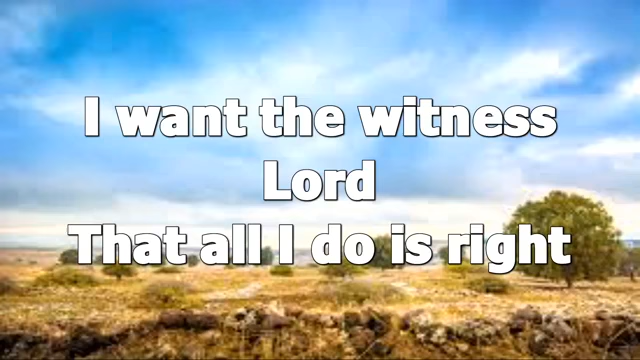 I want the witness
Lord
That all I do is right